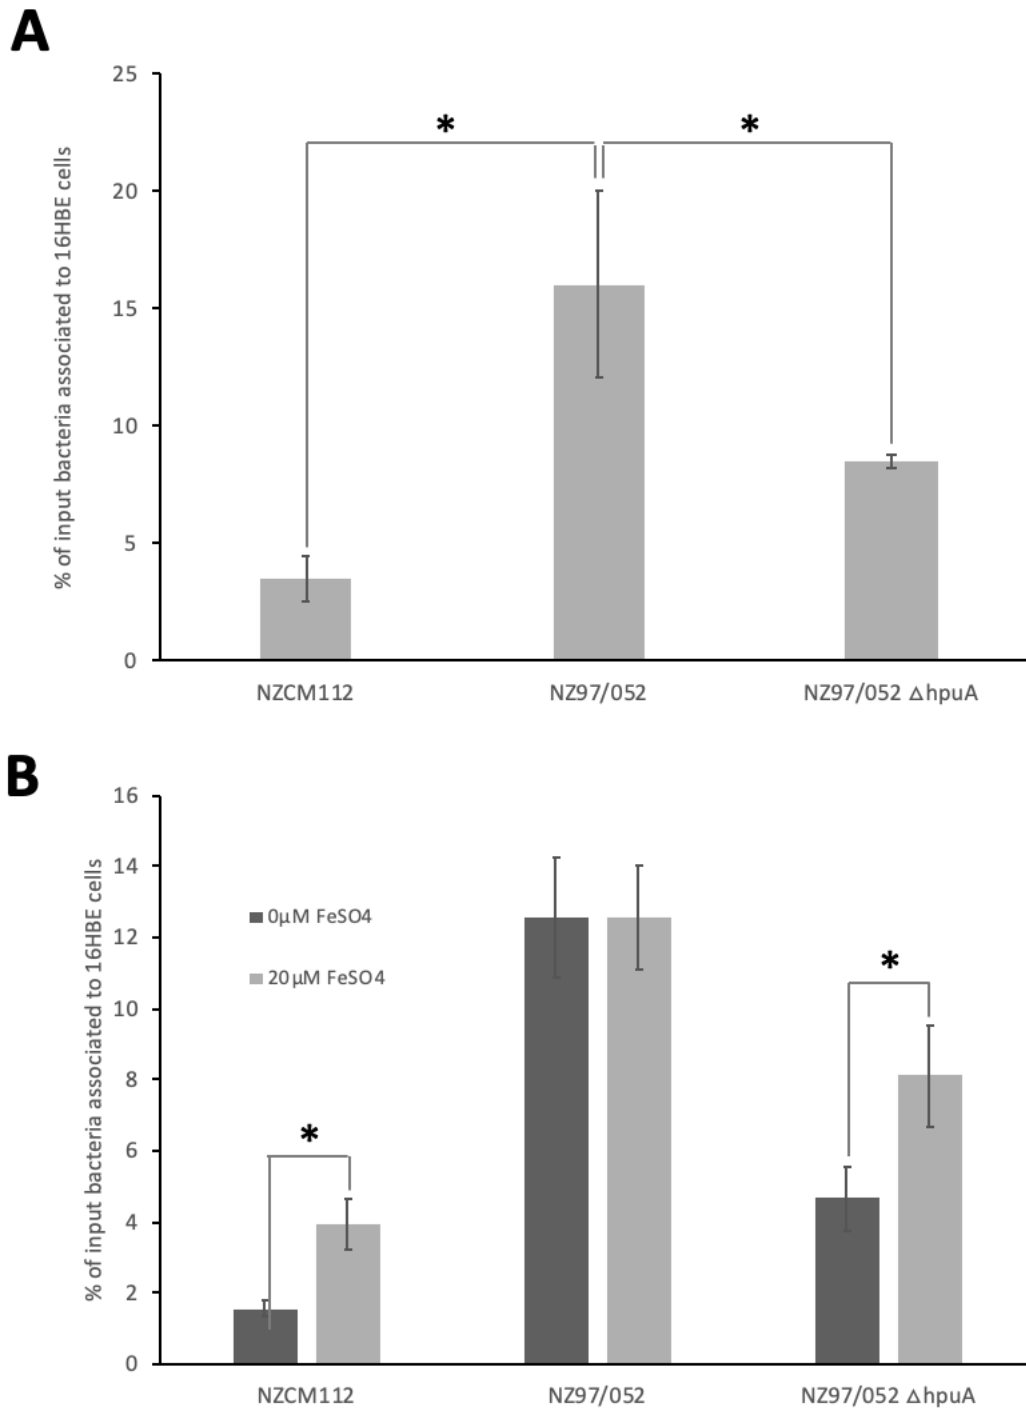 A
% of input bacteria associated to 16HBE cells
25
20
15
10
5
0
*
*
NZCM112
NZ97/052
NZ97/052 ΔhpuA
B
% of input bacteria associated to 16HBE cells
16
14
12
10
8
6
4
2
0
0µM FeSO4
20µM FeSO4
*
*
NZCM112
NZ97/052
NZ97/052 ΔhpuA